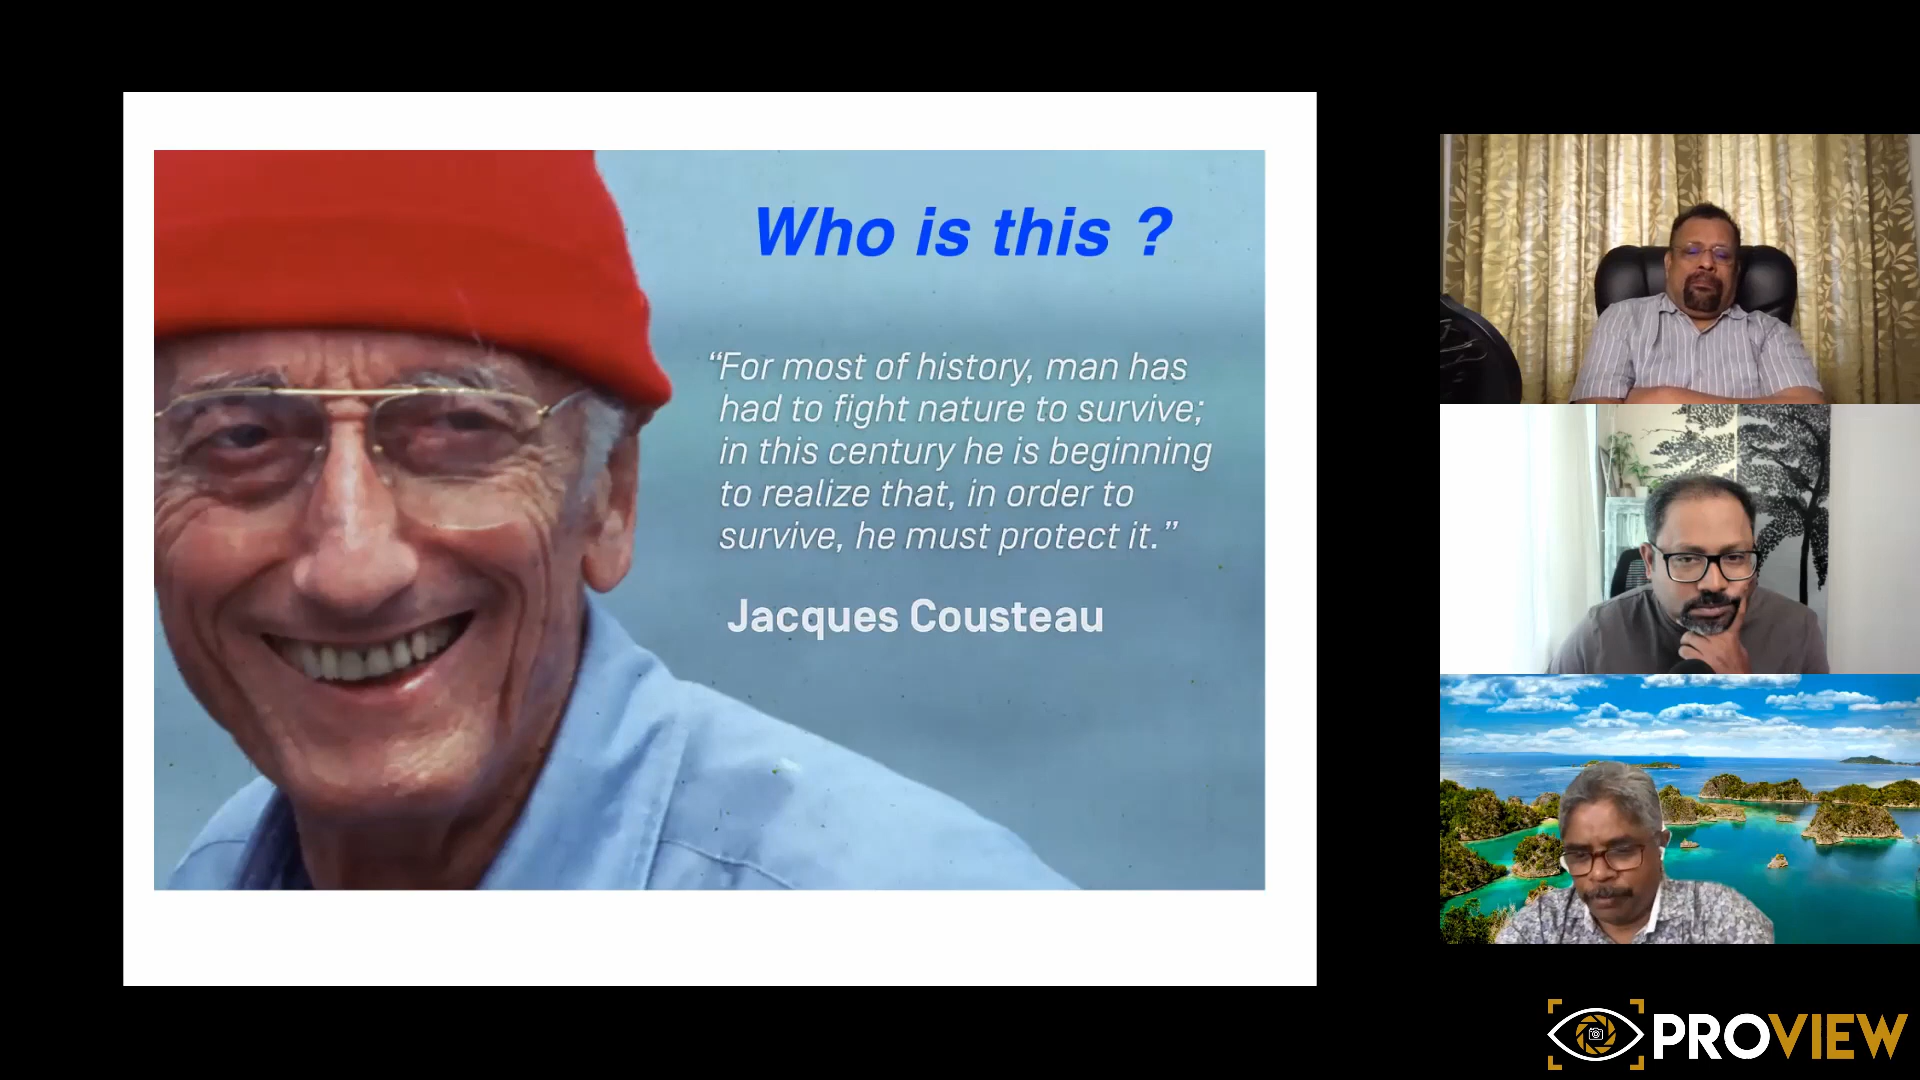 Who is this ?
“For most of history, man has
had to fight nature to survive;
in this century he is beginning
to realize that, in order to
survive, he must protect it.”
Jacques Cousteau
PROVIEW